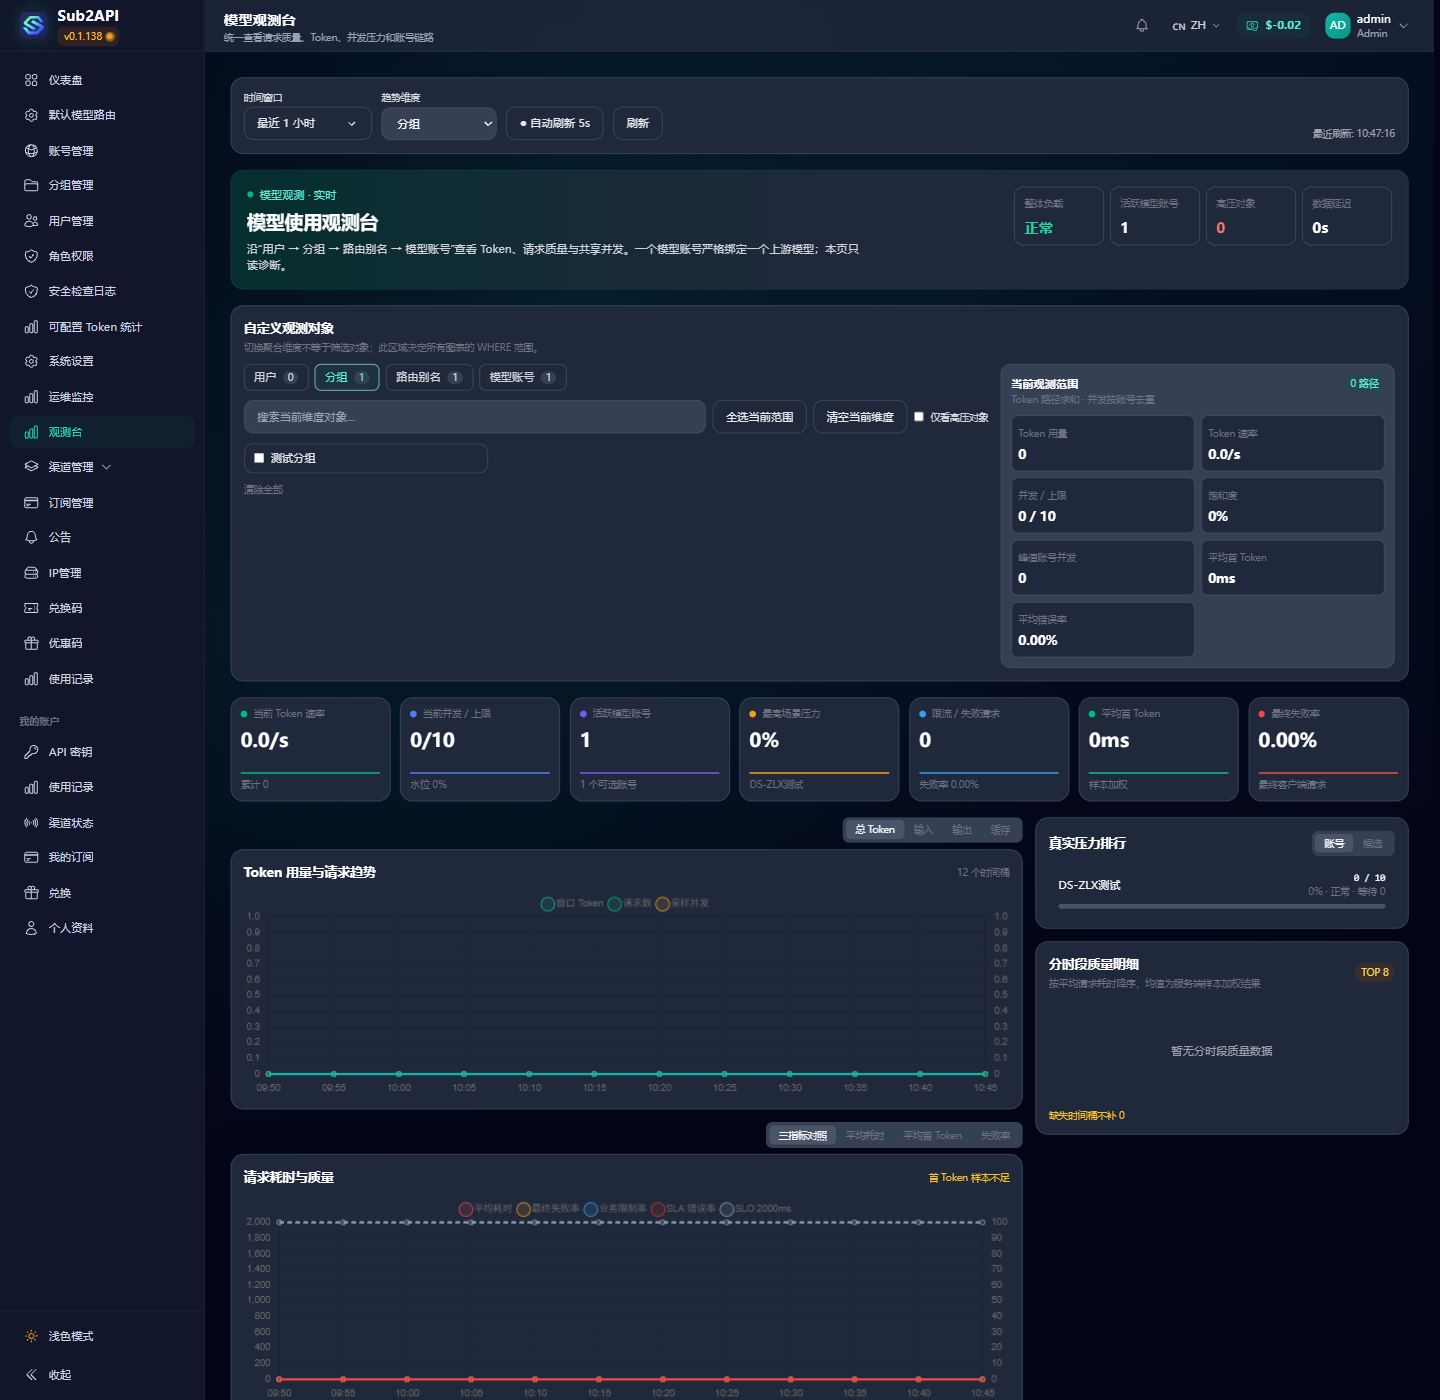 Sub2API
v0.1.138
仪表盘
默认模型路由
账号管理
分组管理
用户管理
角色权限
安全检查日志
可配置 Token 统计
系统设置
运维监控
观测台
渠道管理
订阅管理
公告
IP管理
兑换码
优惠码
使用记录
我的账户
API 密钥
使用记录
渠道状态
我的订阅
兑换
个人资料
浅色模式
收起
模型观测台
统一查看请求质量、Token、并发压力和账号链路
CN ZH
$-0.02
AD
admin
Admin
时间窗口
趋势维度
最近 1 小时
分组
● 自动刷新 5s
刷新
最近刷新: 10:47:16
模型观测 · 实时
模型使用观测台
沿“用户 → 分组 → 路由别名 → 模型账号”查看 Token、请求质量与共享并发。一个模型账号严格绑定一个上游模型；本页只
读诊断。
整体负载
正常
活跃模型账号
1
高压对象
0
数据延迟
0s
自定义观测对象
切换聚合维度不等于筛选对象；此区域决定所有图表的 WHERE 范围。
用户 0
分组 1
路由别名 1
模型账号 1
搜索当前维度对象...
全选当前范围
清空当前维度
仅看高压对象
测试分组
清除全部
当前观测范围
0 路径
Token 路径求和 · 并发按账号去重
Token 用量
0
Token 速率
0.0/s
并发 / 上限
0 / 10
饱和度
0%
峰值账号并发
0
平均首 Token
0ms
平均错误率
0.00%
当前 Token 速率
0.0/s
累计 0
当前并发 / 上限
0/10
水位 0%
活跃模型账号
1
1 个可选账号
最高场景压力
0%
DS-ZLX测试
限流 / 失败请求
0
失败率 0.00%
平均首 Token
0ms
样本加权
最终失败率
0.00%
最终客户端请求
总 Token
输入
输出
缓存
Token 用量与请求趋势
12 个时间桶
窗口 Token
请求数
采样并发
1.0
0.9
0.8
0.7
0.6
0.5
0.4
0.3
0.2
0.1
0
1.0
0.9
0.8
0.7
0.6
0.5
0.4
0.3
0.2
0.1
0
09:50
09:55
10:00
10:05
10:10
10:15
10:20
10:25
10:30
10:35
10:40
10:45
真实压力排行
账号
候选
DS-ZLX测试
0 / 10
0% · 正常 · 等待 0
分时段质量明细
TOP 8
按平均请求耗时降序，均值为服务端样本加权结果
暂无分时段质量数据
缺失时间桶不补 0
三指标对照
平均耗时
平均首 Token
失败率
请求耗时与质量
首 Token 样本不足
平均耗时
最终失败率
业务限制率
SLA 错误率
SLO 2000ms
2,000
1,800
1,600
1,400
1,200
1,000
800
600
400
200
0
100
90
80
70
60
50
40
30
20
10
0
09:50
09:55
10:00
10:05
10:10
10:15
10:20
10:25
10:30
10:35
10:40
10:45